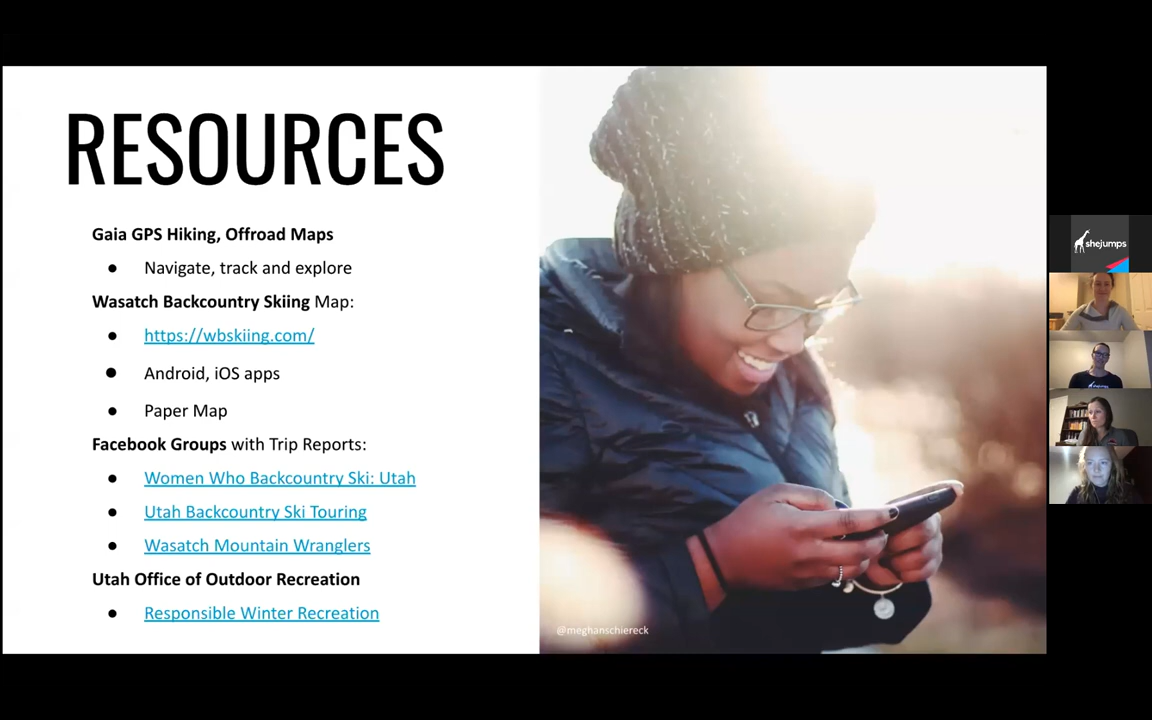 RESOURCES
Gaia GPS Hiking, Offroad Maps
● Navigate, track and explore
Wasatch Backcountry Skiing Map:
● https://wbskiing.com/
● Android, iOS apps
● Paper Map
Facebook Groups with Trip Reports:
● Women Who Backcountry Ski: Utah
● Utah Backcountry Ski Touring
● Wasatch Mountain Wranglers
Utah Office of Outdoor Recreation
● Responsible Winter Recreation
@meghanschiereck
shejumps